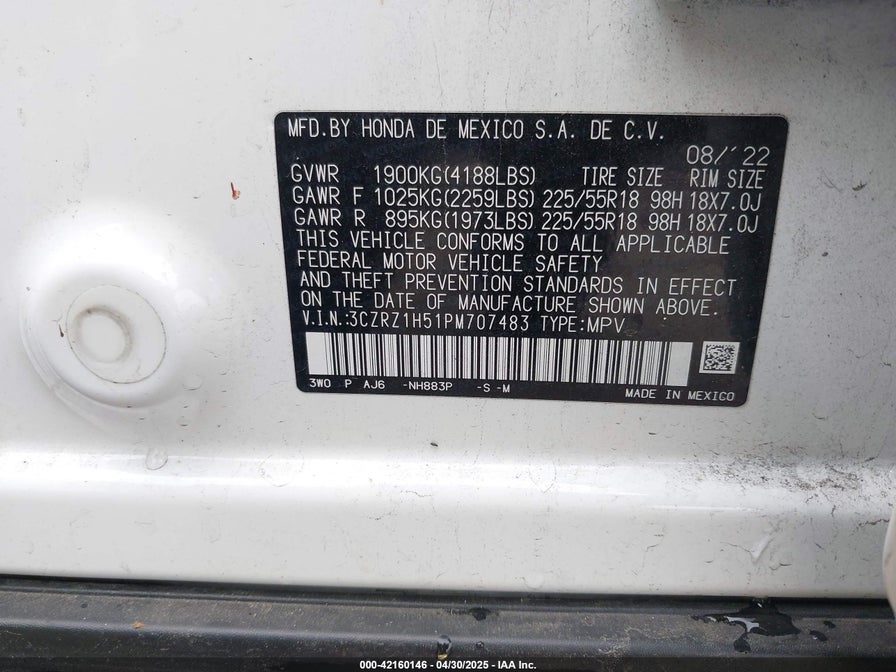 MFD.BY HONDA DE MEXICO S.A. DE C.V.
08/'22
GVWR 1900KG(4188LBS) TIRE SIZE RIM SIZE
GAWR F 1025KG(2259LBS) 225/55R18 98H 18X7.0J
GAWR R 895KG(1973LBS) 225/55R18 98H 18X7.0J
THIS VEHICLE CONFORMS TO ALL APPLICABLE
FEDERAL MOTOR VEHICLE SAFETY
AND THEFT PREVENTION STANDARDS IN EFFECT
ON THE DATE OF MANUFACTURE SHOWN ABOVE.
V.I.N.:3CZRZ1H51PM707483 TYPE:MPV
3W0 P AJ6 -NH883P -S -M
MADE IN MEXICO
000-42160146 - 04/30/2025 - IAA Inc.